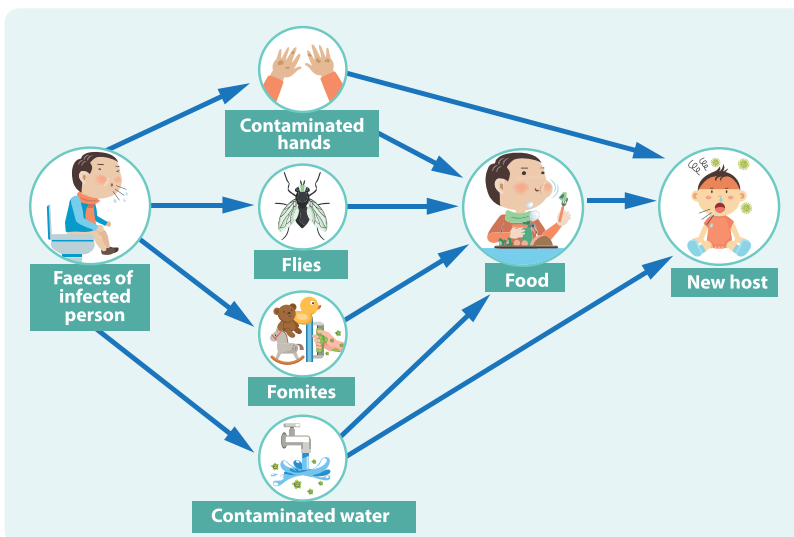 Contaminated
hands
Faeces of
infected
person
Flies
Food
New host
Fomites
Contaminated water